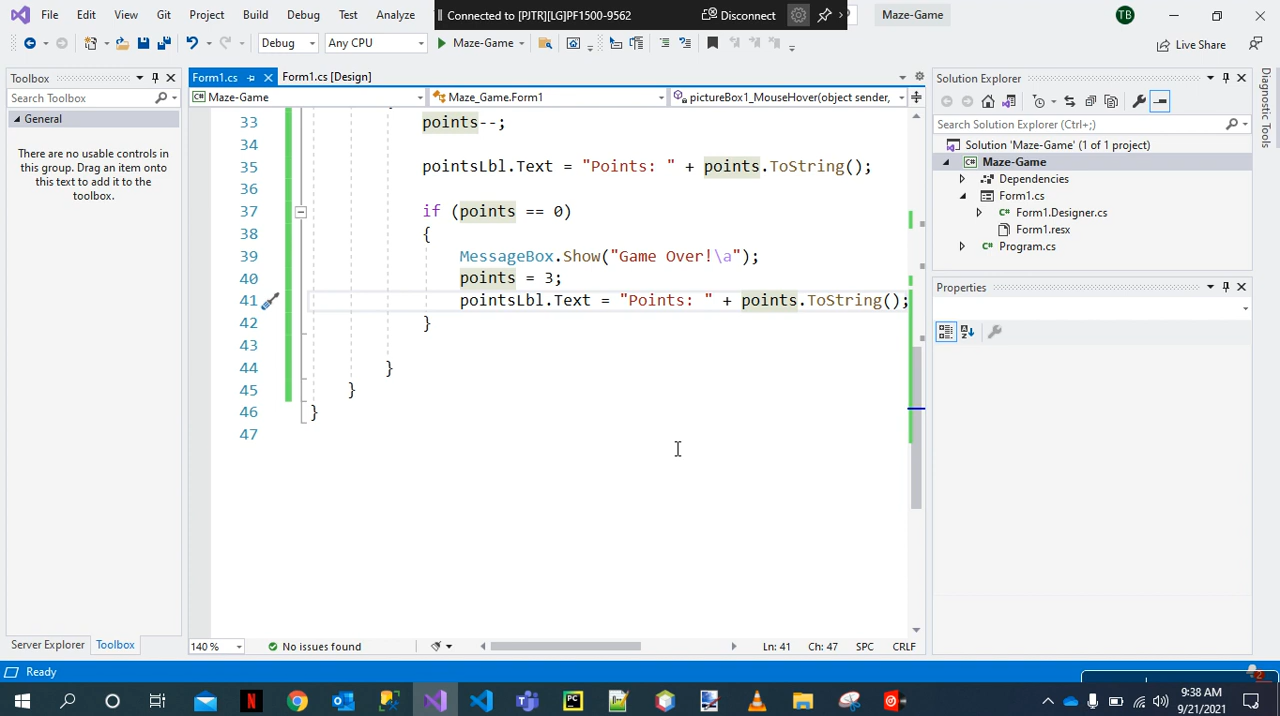 File Edit View Git Project Build Debug Test Analyze
Connected to [PJTR][LG]PF1500-9562 Disconnect
Maze-Game TB
Debug Any CPU Maze-Game Live Share
Toolbox
Search Toolbox
General
There are no usable controls in
this group. Drag an item onto
this text to add it to the
toolbox.
Server Explorer Toolbox
Form1.cs Form1.cs [Design]
Maze-Game Maze_Game.Form1 pictureBox1_MouseHover(object sender,
33 points--;
34
35 pointsLbl.Text = "Points: " + points.ToString();
36
37 if (points == 0)
38 {
39 MessageBox.Show("Game Over!\a");
40 points = 3;
41 pointsLbl.Text = "Points: " + points.ToString();
42 }
43
44 }
45 }
46 }
47
140 % No issues found Ln: 41 Ch: 47 SPC CRLF
Solution Explorer
Search Solution Explorer (Ctrl+;)
Solution 'Maze-Game' (1 of 1 project)
Maze-Game
Dependencies
Form1.cs
Form1.Designer.cs
Form1.resx
Program.cs
Properties
Diagnostic Tools
Ready
2
9:38 AM
9/21/2021